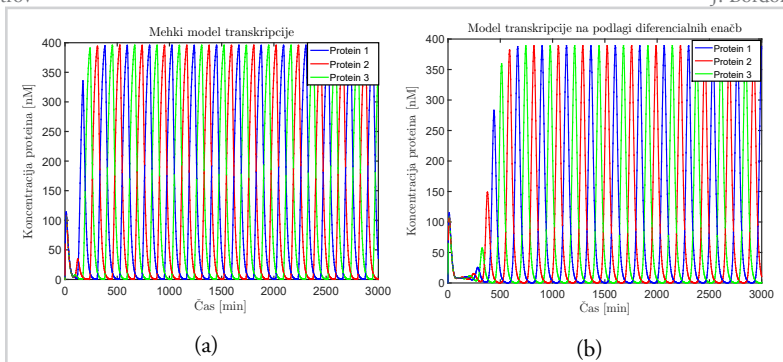 J. Bordon
Mehki model transkripcije
Koncentracija proteina [nM]
400
350
300
250
200
150
100
50
0
0 500 1000 1500 2000 2500 3000
Čas [min]
Protein 1
Protein 2
Protein 3
(a)
Model transkripcije na podlagi diferencialnih enačb
Koncentracija proteina [nM]
400
350
300
250
200
150
100
50
0
0 500 1000 1500 2000 2500 3000
Čas [min]
Protein 1
Protein 2
Protein 3
(b)